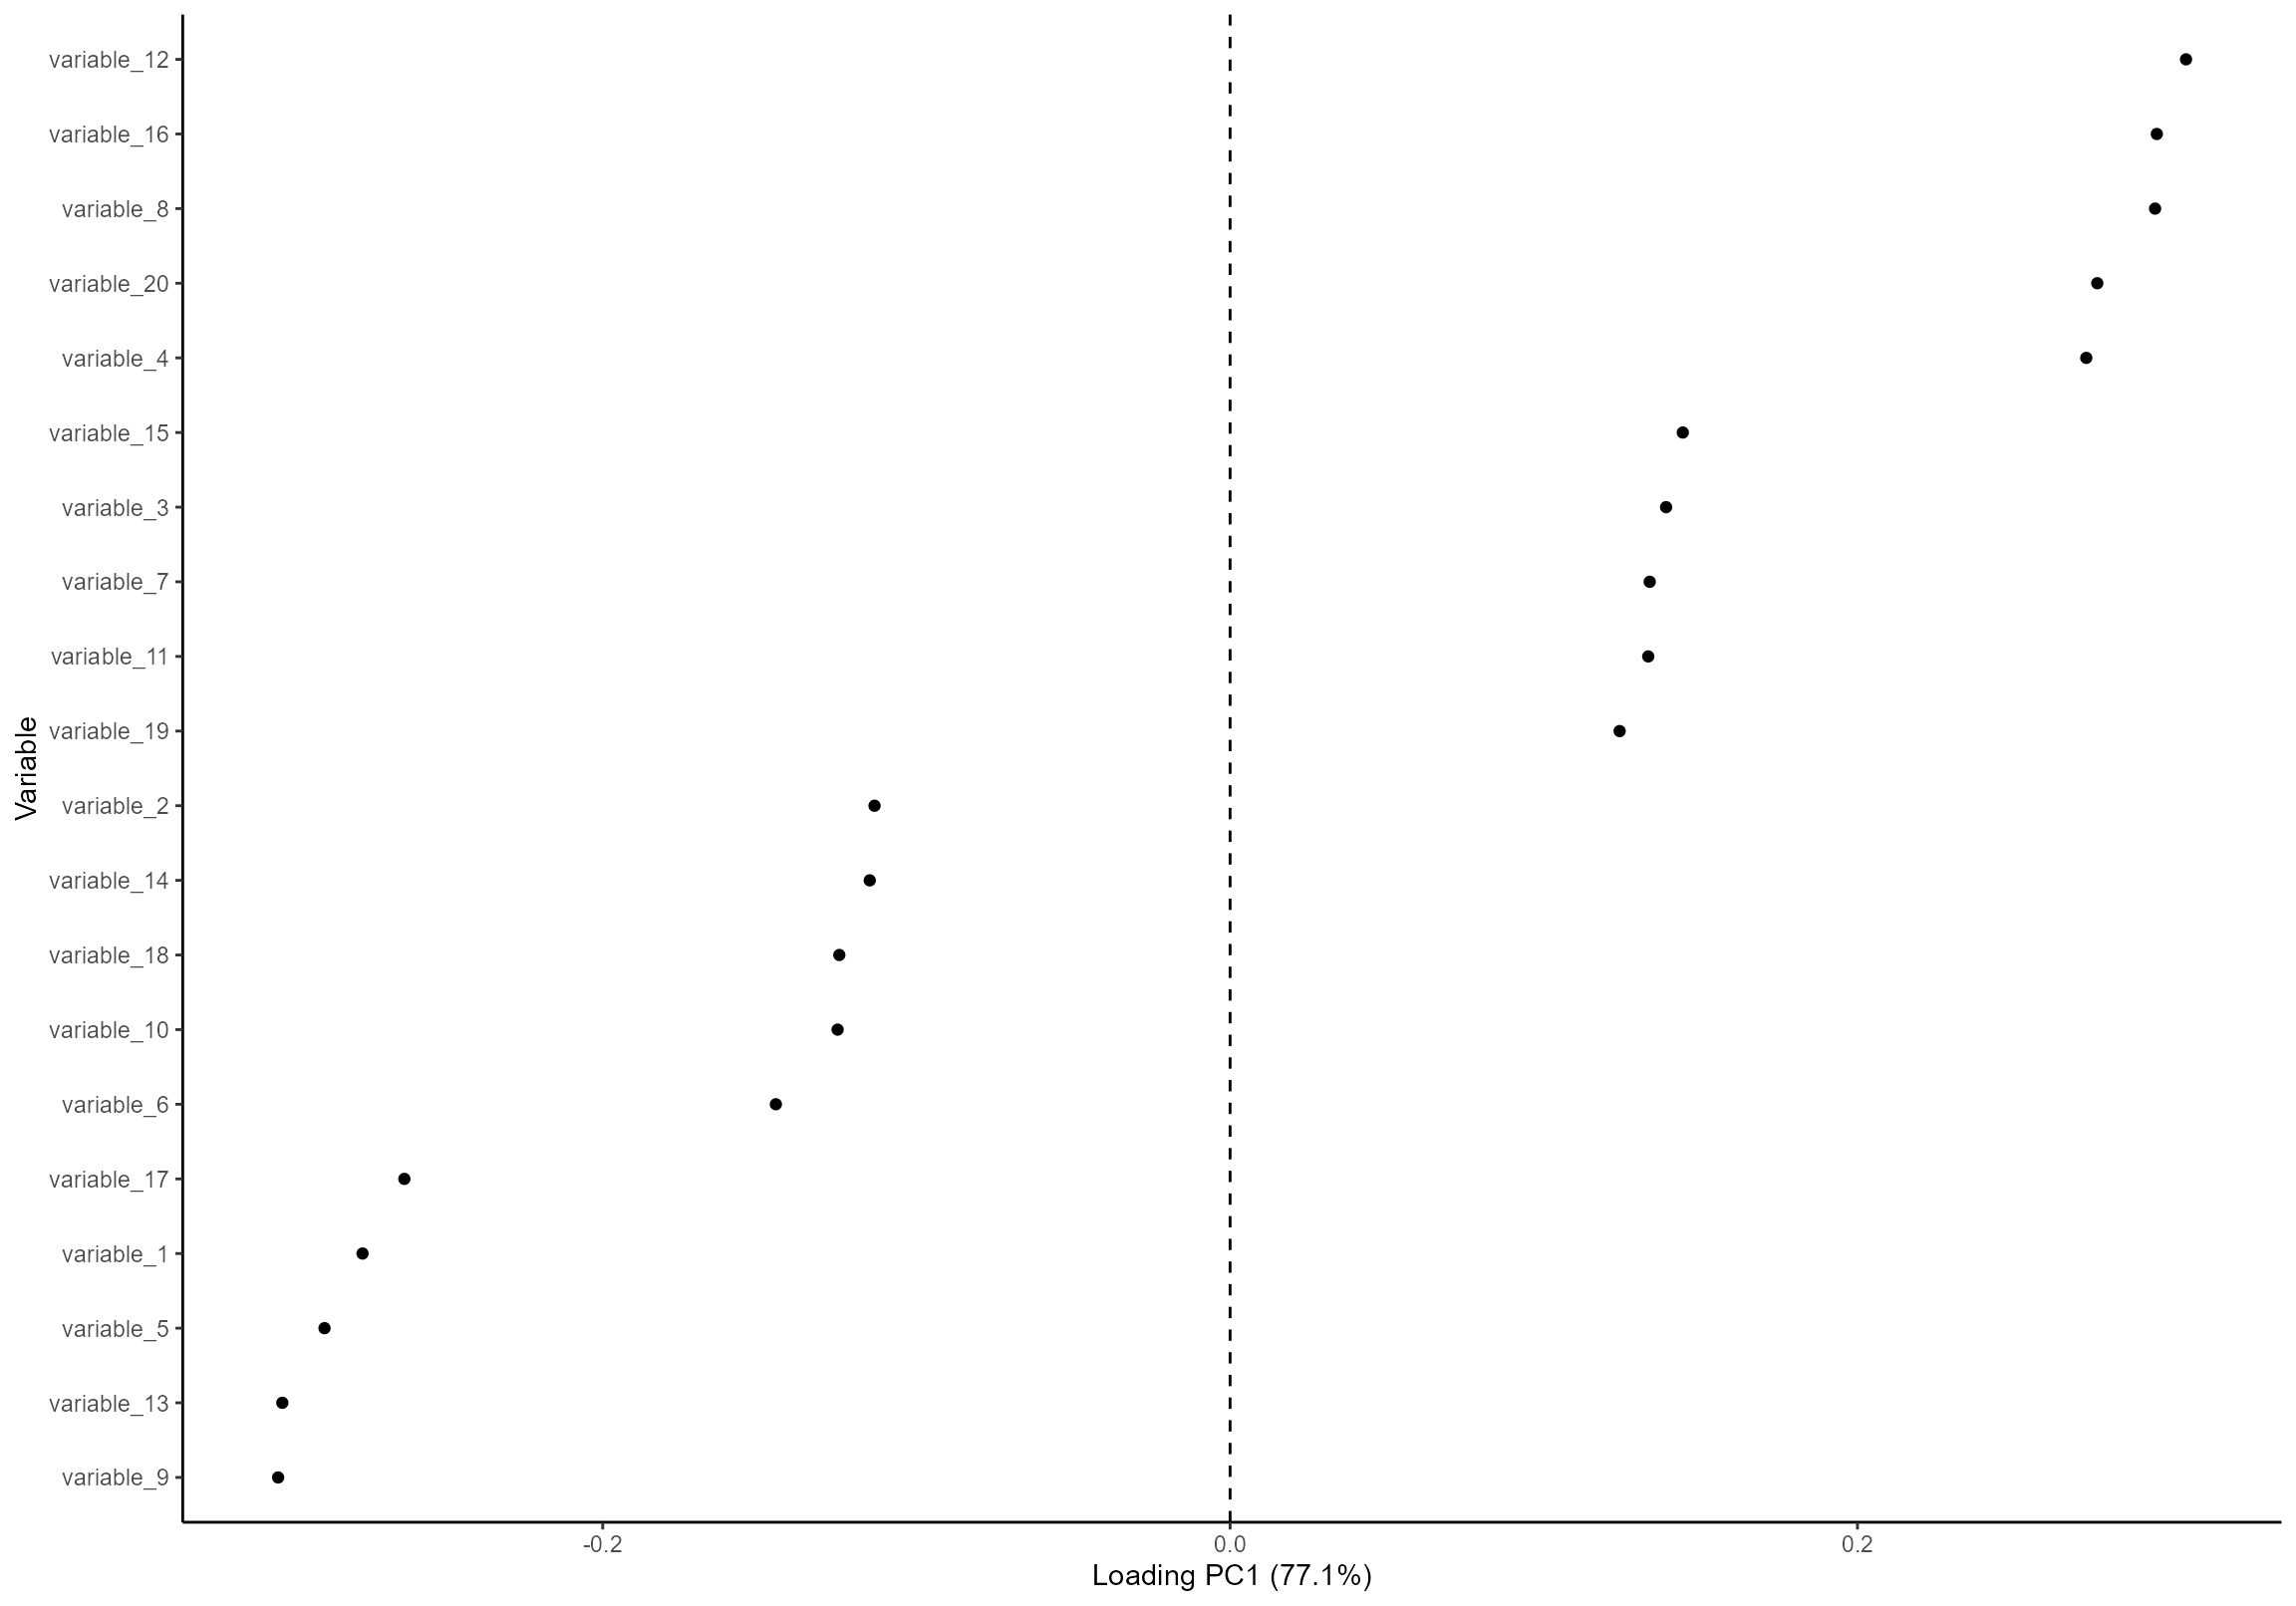 variable_12
variable_16
variable_8
variable_20
variable_4
variable_15
variable_3
variable_7
variable_11
variable_19
variable_2
variable_14
variable_18
variable_10
variable_6
variable_17
variable_1
variable_5
variable_13
variable_9
Variable
-0.2 0.0 0.2
Loading PC1 (77.1%)